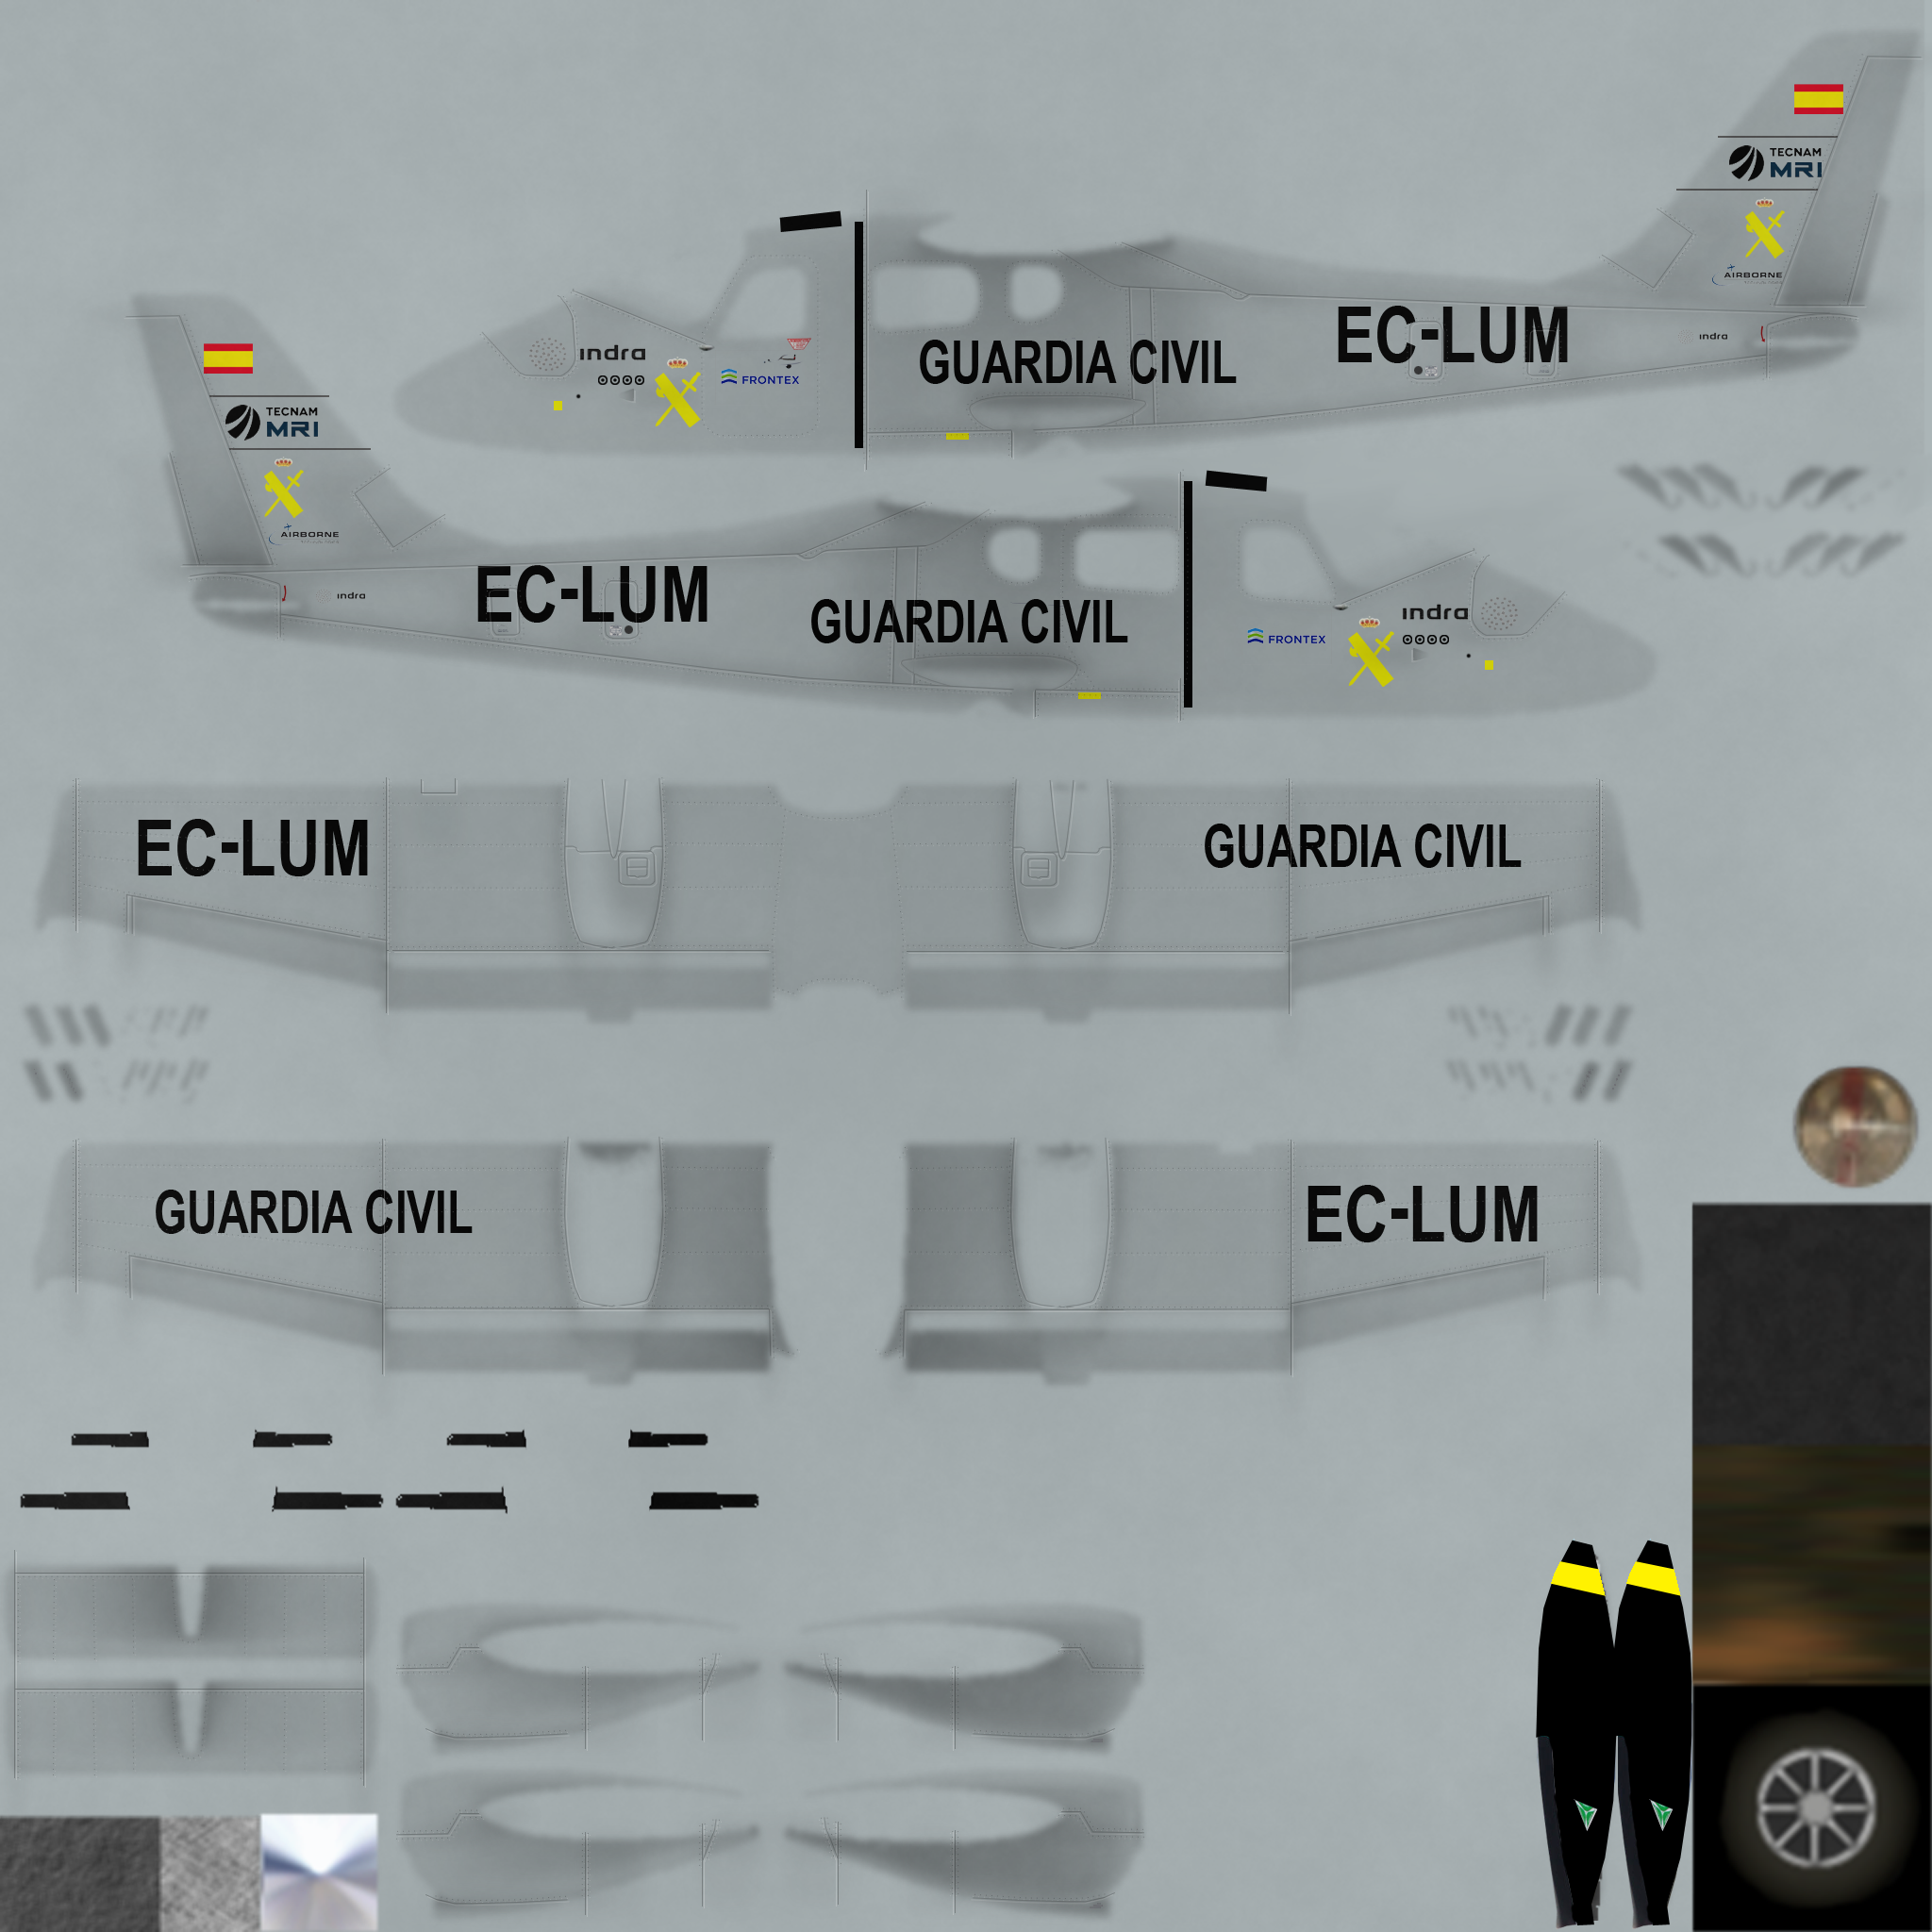 TECNAM
MRI
AIRBORNE
indra
FRONTEX
GUARDIA CIVIL
EC-LUM
indra
TECNAM
MRI
AIRBORNE
indra
EC-LUM
GUARDIA CIVIL
FRONTEX
indra
EC-LUM
GUARDIA CIVIL
GUARDIA CIVIL
EC-LUM